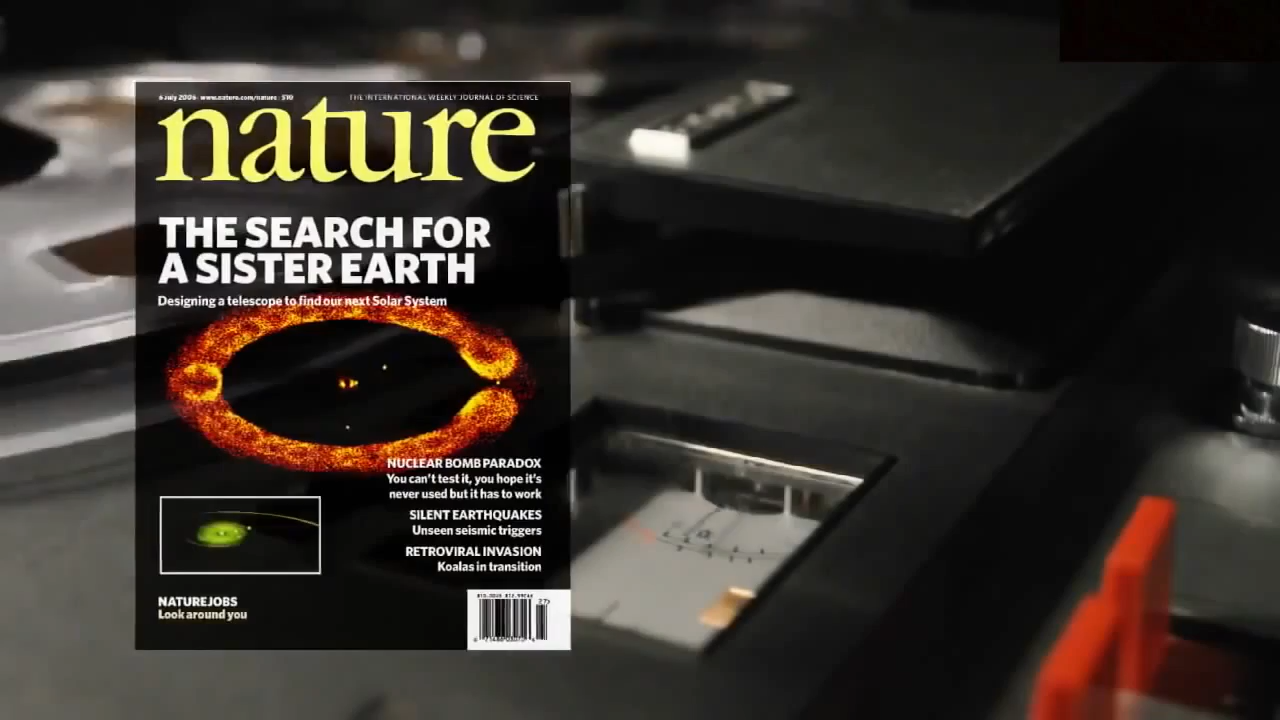 6 July 2006 www.nature.com/nature $10
THE INTERNATIONAL WEEKLY JOURNAL OF SCIENCE
nature
THE SEARCH FOR
A SISTER EARTH
Designing a telescope to find our next Solar System
NUCLEAR BOMB PARADOX
You can't test it, you hope it's
never used but it has to work
SILENT EARTHQUAKES
Unseen seismic triggers
RETROVIRAL INVASION
Koalas in transition
NATUREJOBS
Look around you